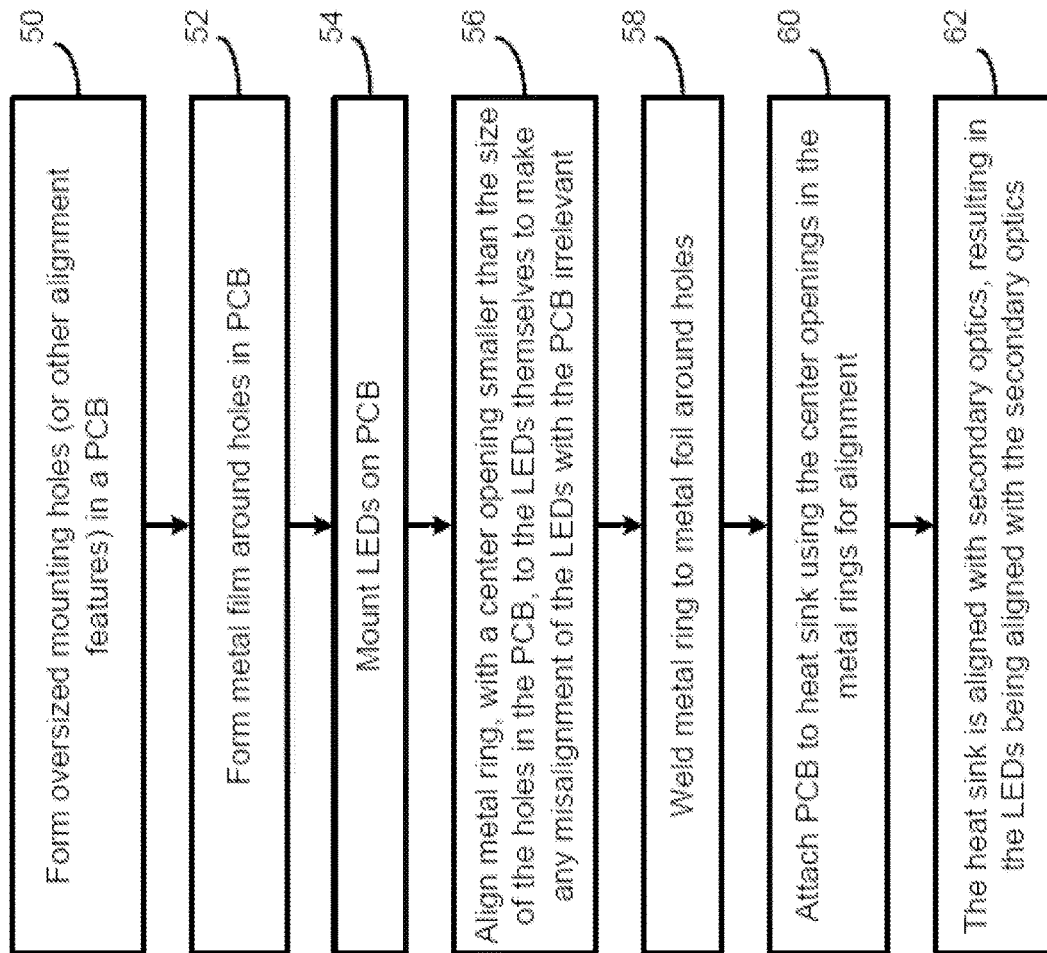 Form oversized mounting holes (or other alignment
features) in a PCB
50
Form metal film around holes in PCB
52
Mount LEDs on PCB
54
Align metal ring, with a center opening smaller than the size
of the holes in the PCB, to the LEDs themselves to make
any misalignment of the LEDs with the PCB irrelevant
56
Weld metal ring to metal foil around holes
58
Attach PCB to heat sink using the center openings in the
metal rings for alignment
60
The heat sink is aligned with secondary optics, resulting in
the LEDs being aligned with the secondary optics
62